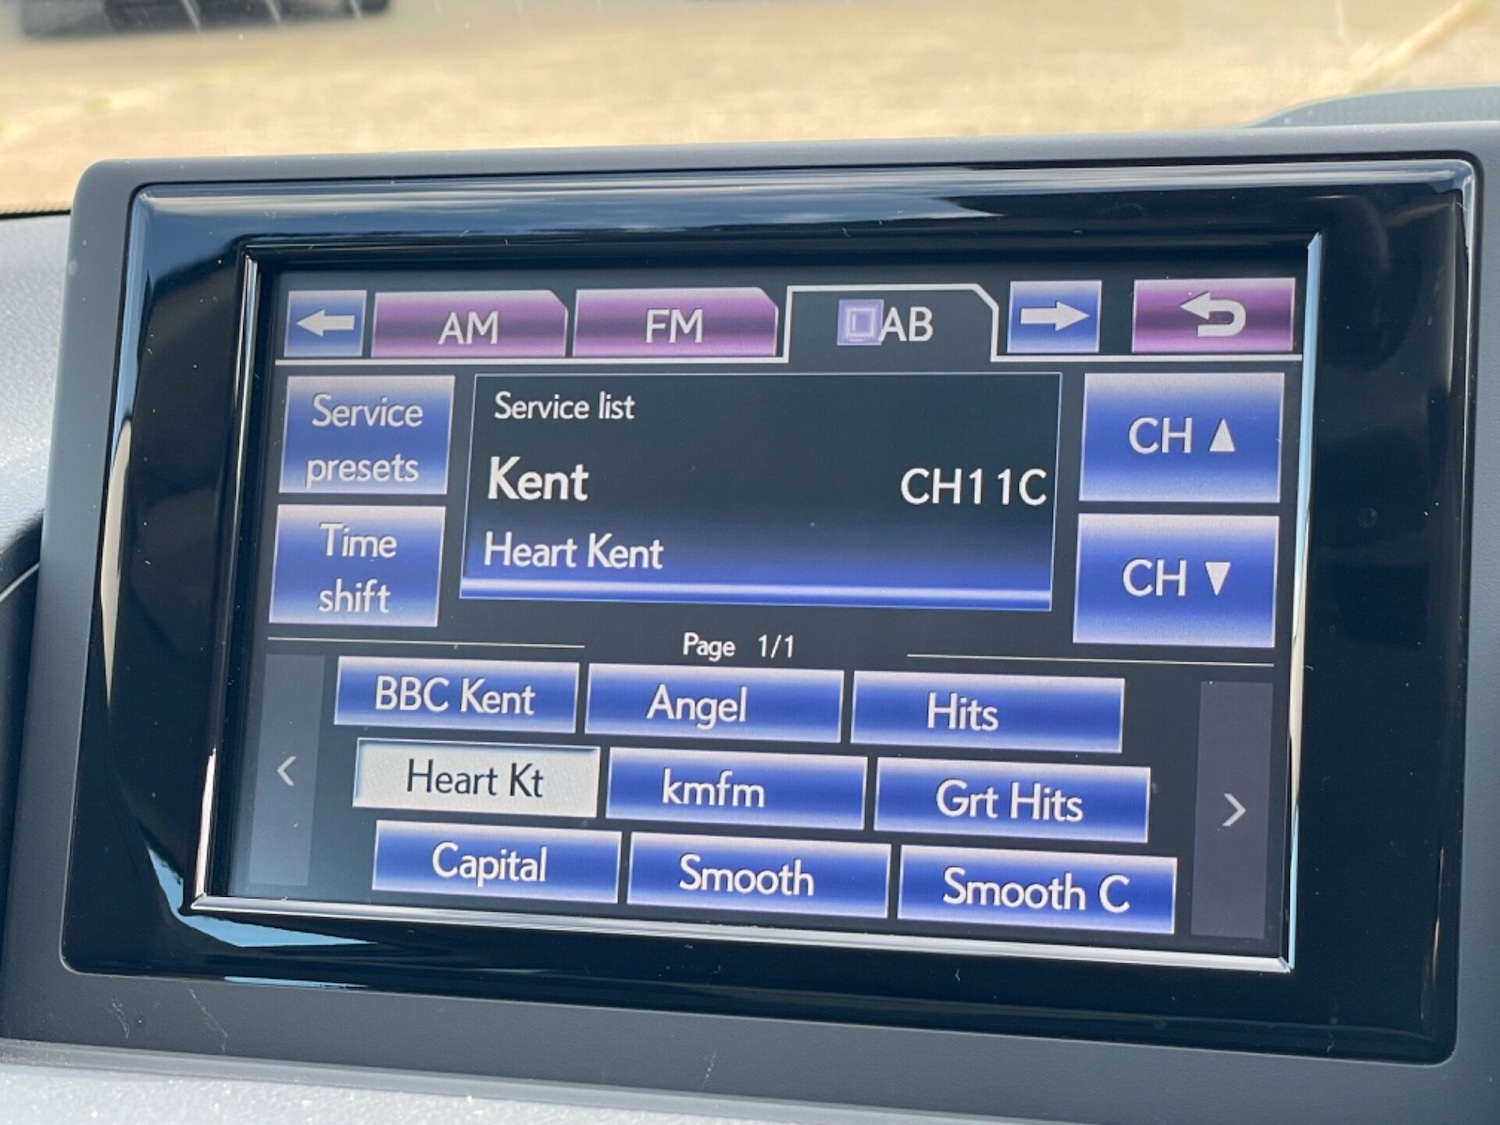 AM FM DAB
Service presets
Time shift
Service list
Kent CH11C
Heart Kent
CH ▲
CH ▼
Page 1/1
BBC Kent Angel Hits
Heart Kt kmfm Grt Hits
Capital Smooth Smooth C